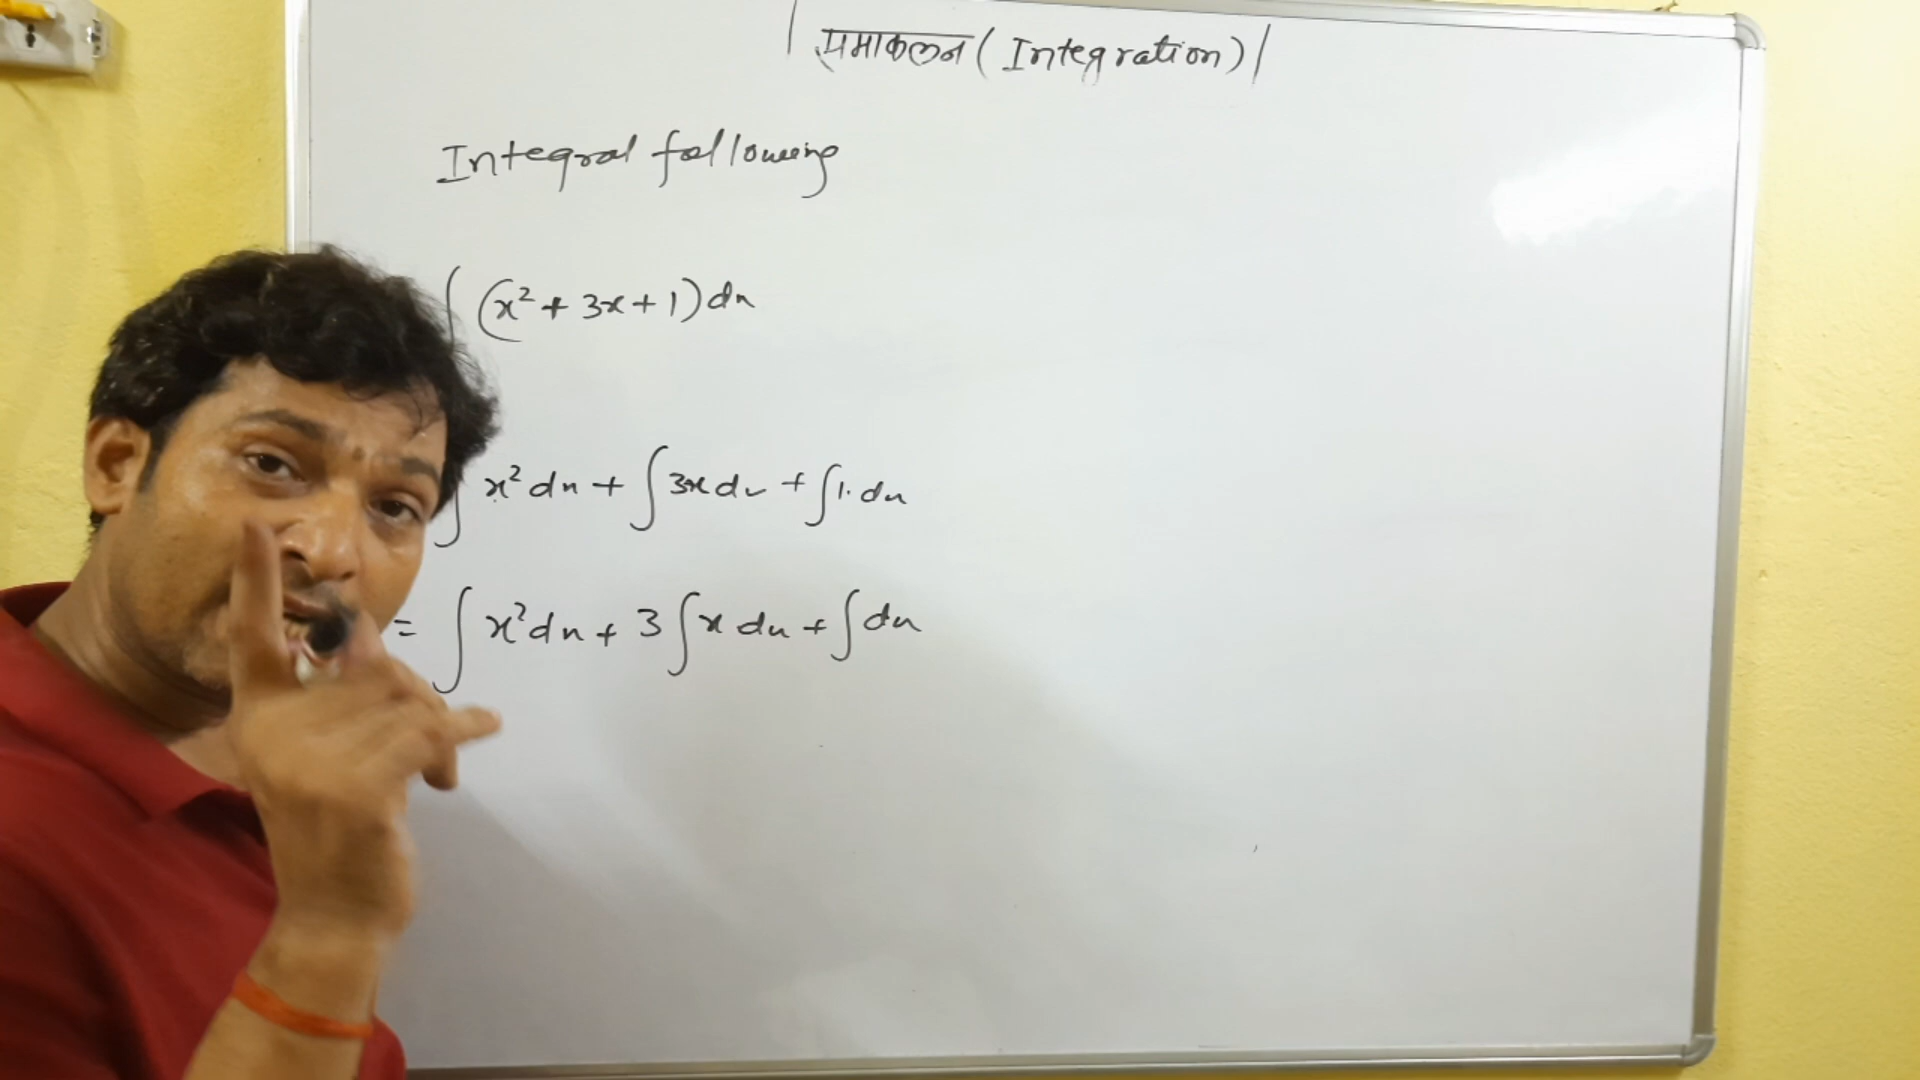 | समाकलन ( Integration ) |
Integral following
∫ (x² + 3x + 1) dx
∫ x² dx + ∫ 3x dx + ∫ 1. dx
= ∫ x² dx + 3 ∫ x dx + ∫ dx